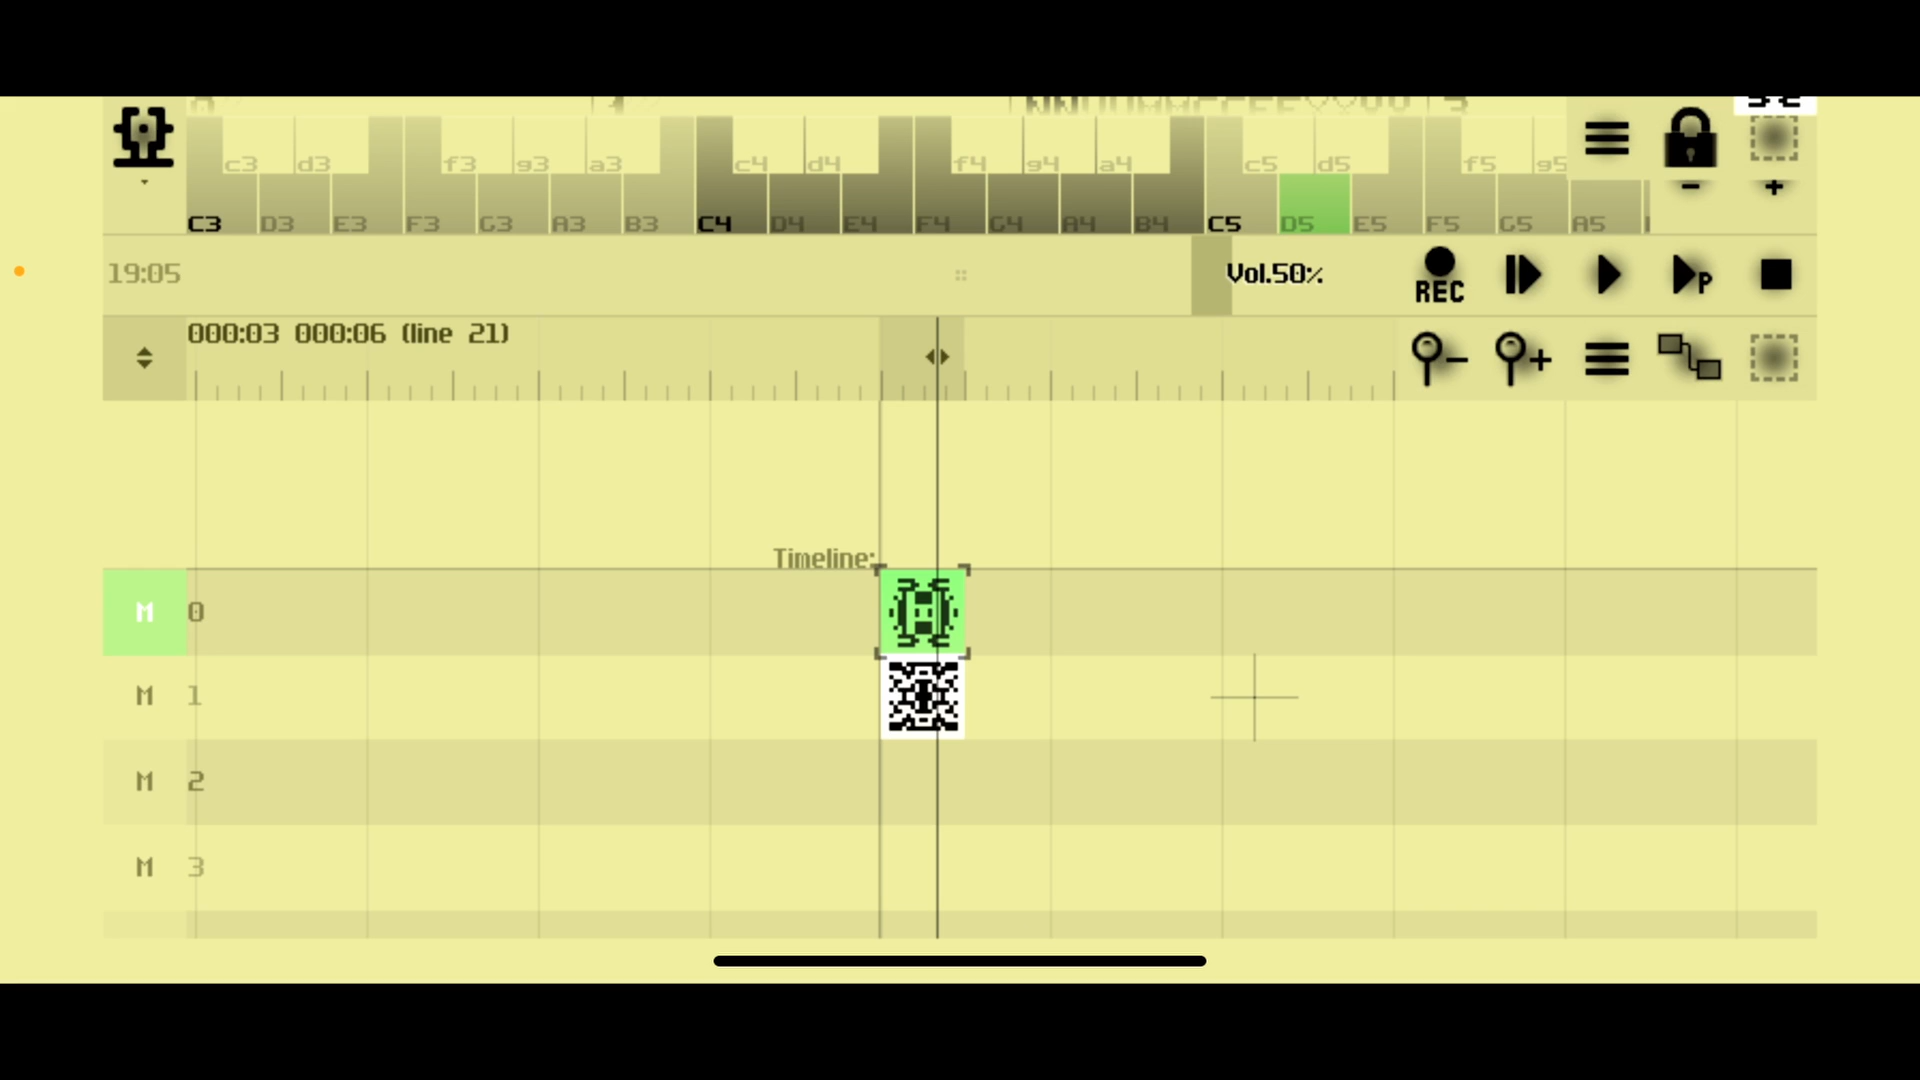 c3 d3 f3 g3 a3 c4 d4 f4 g4 a4 c5 d5 f5 g5
C3 D3 E3 F3 G3 A3 B3 C4 D4 E4 F4 G4 A4 B4 C5 D5 E5 F5 G5 A5
19:05 Vol.50% REC P
000:03 000:06 (line 21)
Timeline:
M 0
M 1
M 2
M 3